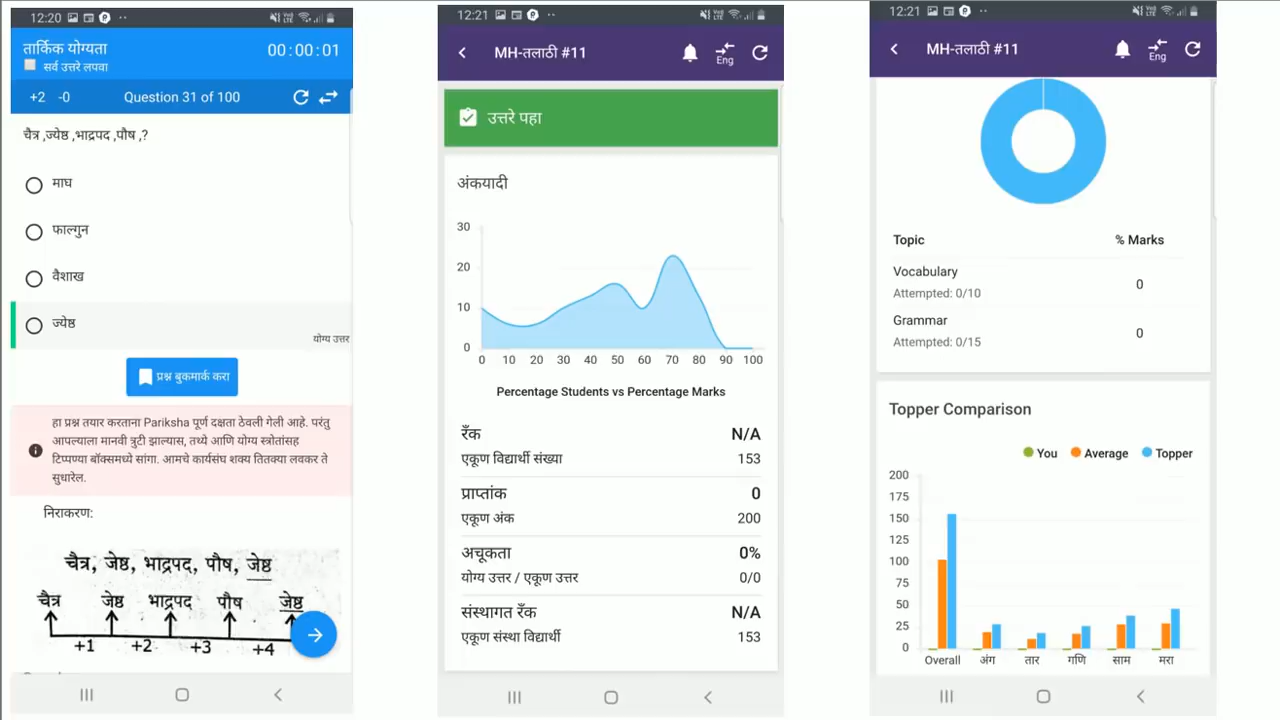 12:20
तार्किक योग्यता
00:00:01
सर्व उत्तरे लपवा
+2 -0 Question 31 of 100
चैत्र ,ज्येष्ठ ,भाद्रपद ,पौष ,?
माघ
फाल्गुन
वैशाख
ज्येष्ठ
योग्य उत्तर
प्रश्न बुकमार्क करा
हा प्रश्न तयार करताना Pariksha पूर्ण दक्षता ठेवली गेली आहे. परंतु
आपल्याला मानवी त्रुटी झाल्यास, तथ्ये आणि योग्य स्त्रोतांसह
टिप्पण्या बॉक्समध्ये सांगा. आमचे कार्यसंघ शक्य तितक्या लवकर ते
सुधारेल.
निराकरण:
चैत्र, जेष्ठ, भाद्रपद, पौष, जेष्ठ
चैत्र जेष्ठ भाद्रपद पौष जेष्ठ
+1 +2 +3 +4
12:21
MH-तलाठी #11
Eng
उत्तरे पहा
अंकयादी
30
20
10
0
0 10 20 30 40 50 60 70 80 90 100
Percentage Students vs Percentage Marks
रँक N/A
एकूण विद्यार्थी संख्या 153
प्राप्तांक 0
एकूण अंक 200
अचूकता 0%
योग्य उत्तर / एकूण उत्तर 0/0
संस्थागत रँक N/A
एकूण संस्था विद्यार्थी 153
12:21
MH-तलाठी #11
Eng
Topic % Marks
Vocabulary 0
Attempted: 0/10
Grammar 0
Attempted: 0/15
Topper Comparison
You Average Topper
200
175
150
100
75
50
25
0
Overall अंग तार गणि साम मरा